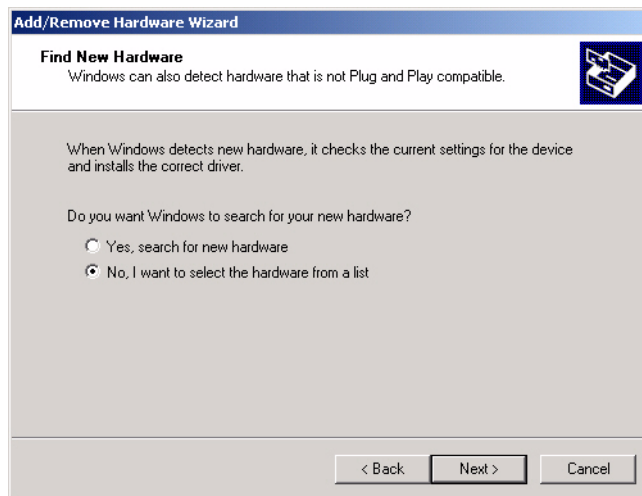 Add/Remove Hardware Wizard
Find New Hardware
Windows can also detect hardware that is not Plug and Play compatible.
When Windows detects new hardware, it checks the current settings for the device
and installs the correct driver.
Do you want Windows to search for your new hardware?
Yes, search for new hardware
No, I want to select the hardware from a list
< Back
Next >
Cancel